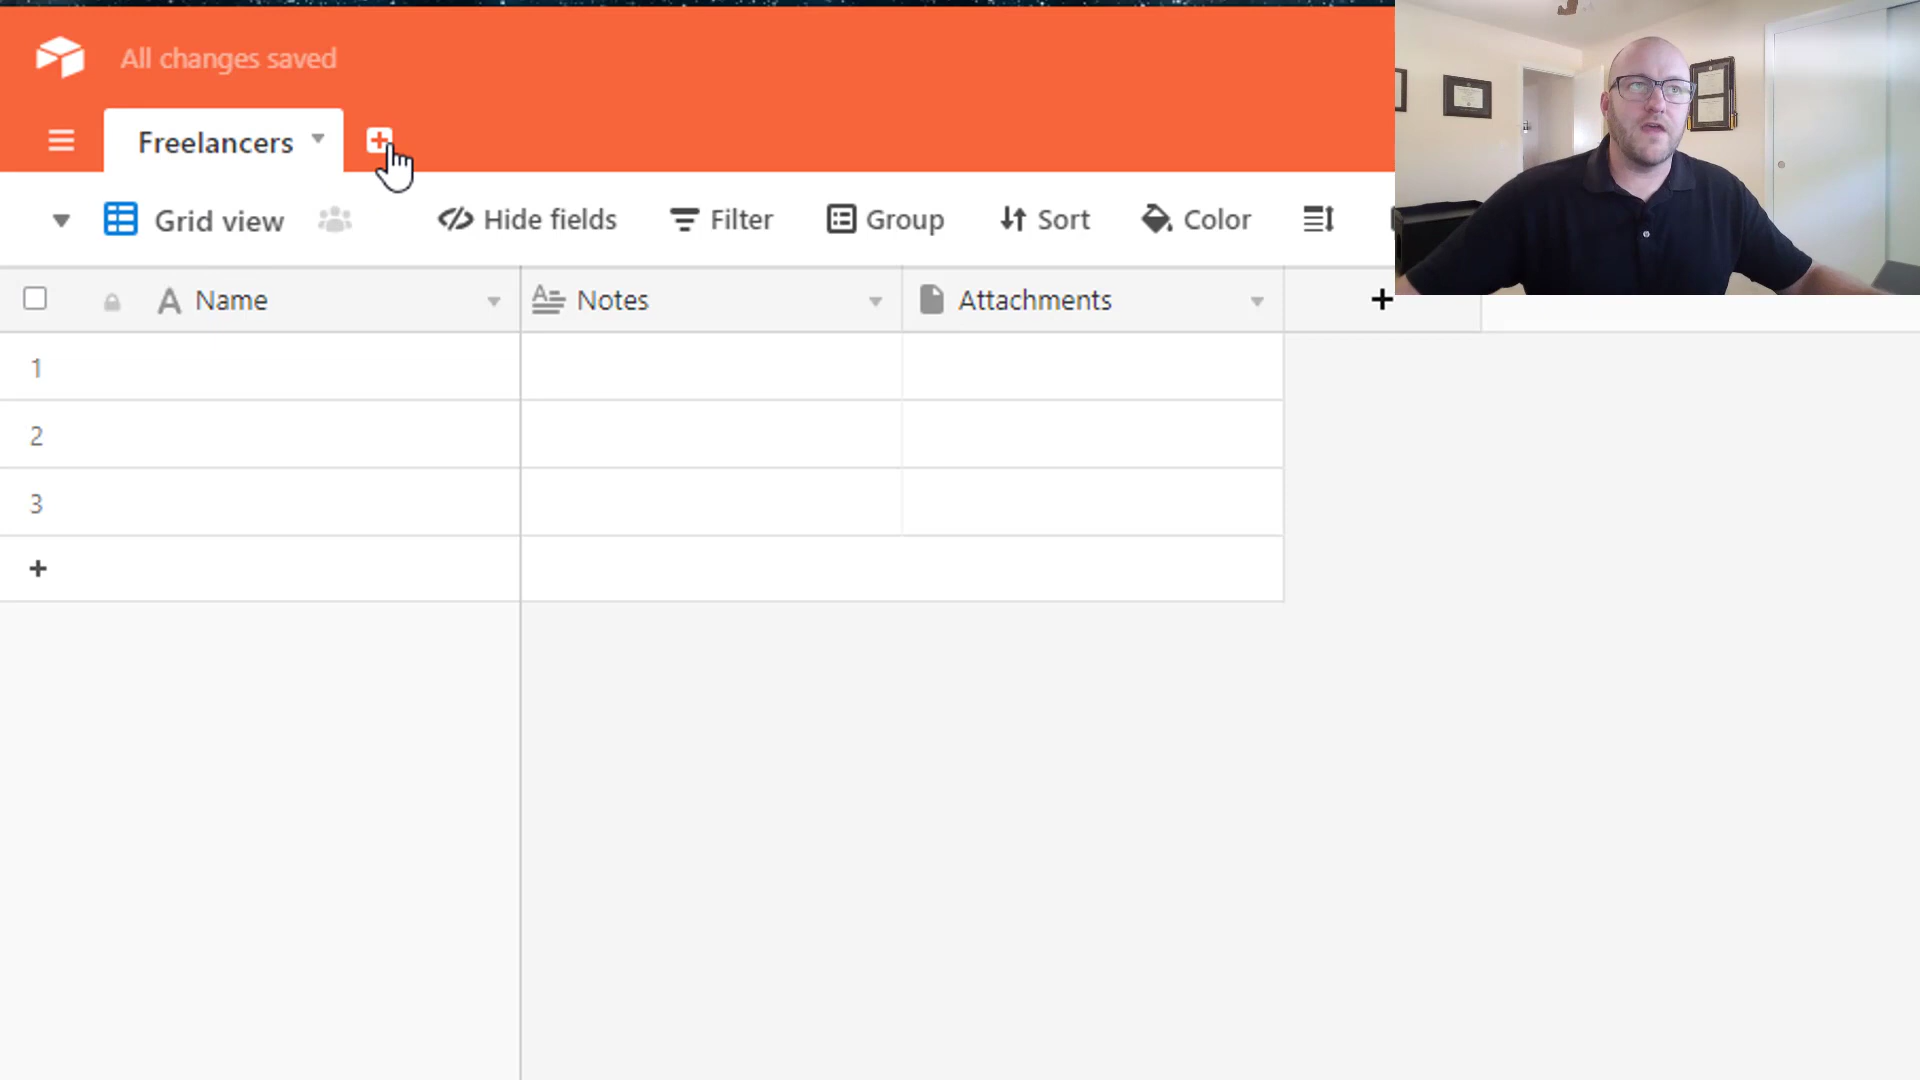 All changes saved
Freelancers
Grid view Hide fields Filter Group Sort Color
Name Notes Attachments
1
2
3